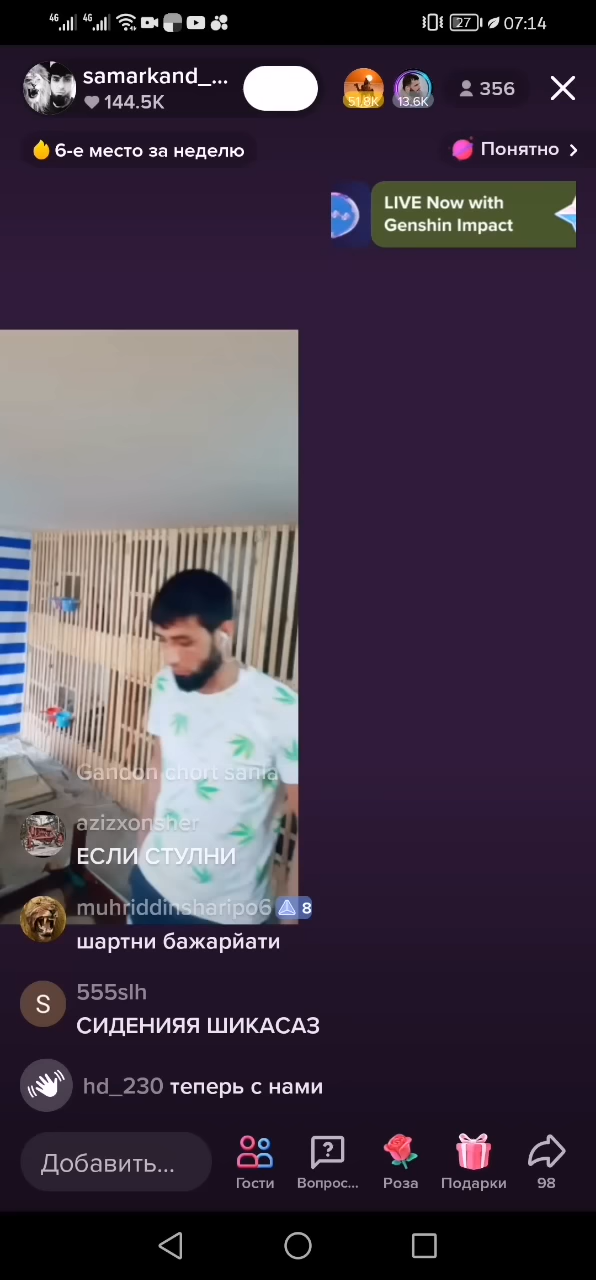 4G 4G 27 07:14
samarkand_...
144.5K
51.8K 13.6K 356
6-е место за неделю
Понятно
LIVE Now with
Genshin Impact
Gandon chort sania
azizxonsher
ЕСЛИ СТУЛНИ
muhriddinsharipo6 8
шартни бажарйати
S 555slh
СИДЕНИЯЯ ШИКАСАЗ
hd_230 теперь с нами
Добавить...
Гости Вопрос... Роза Подарки 98